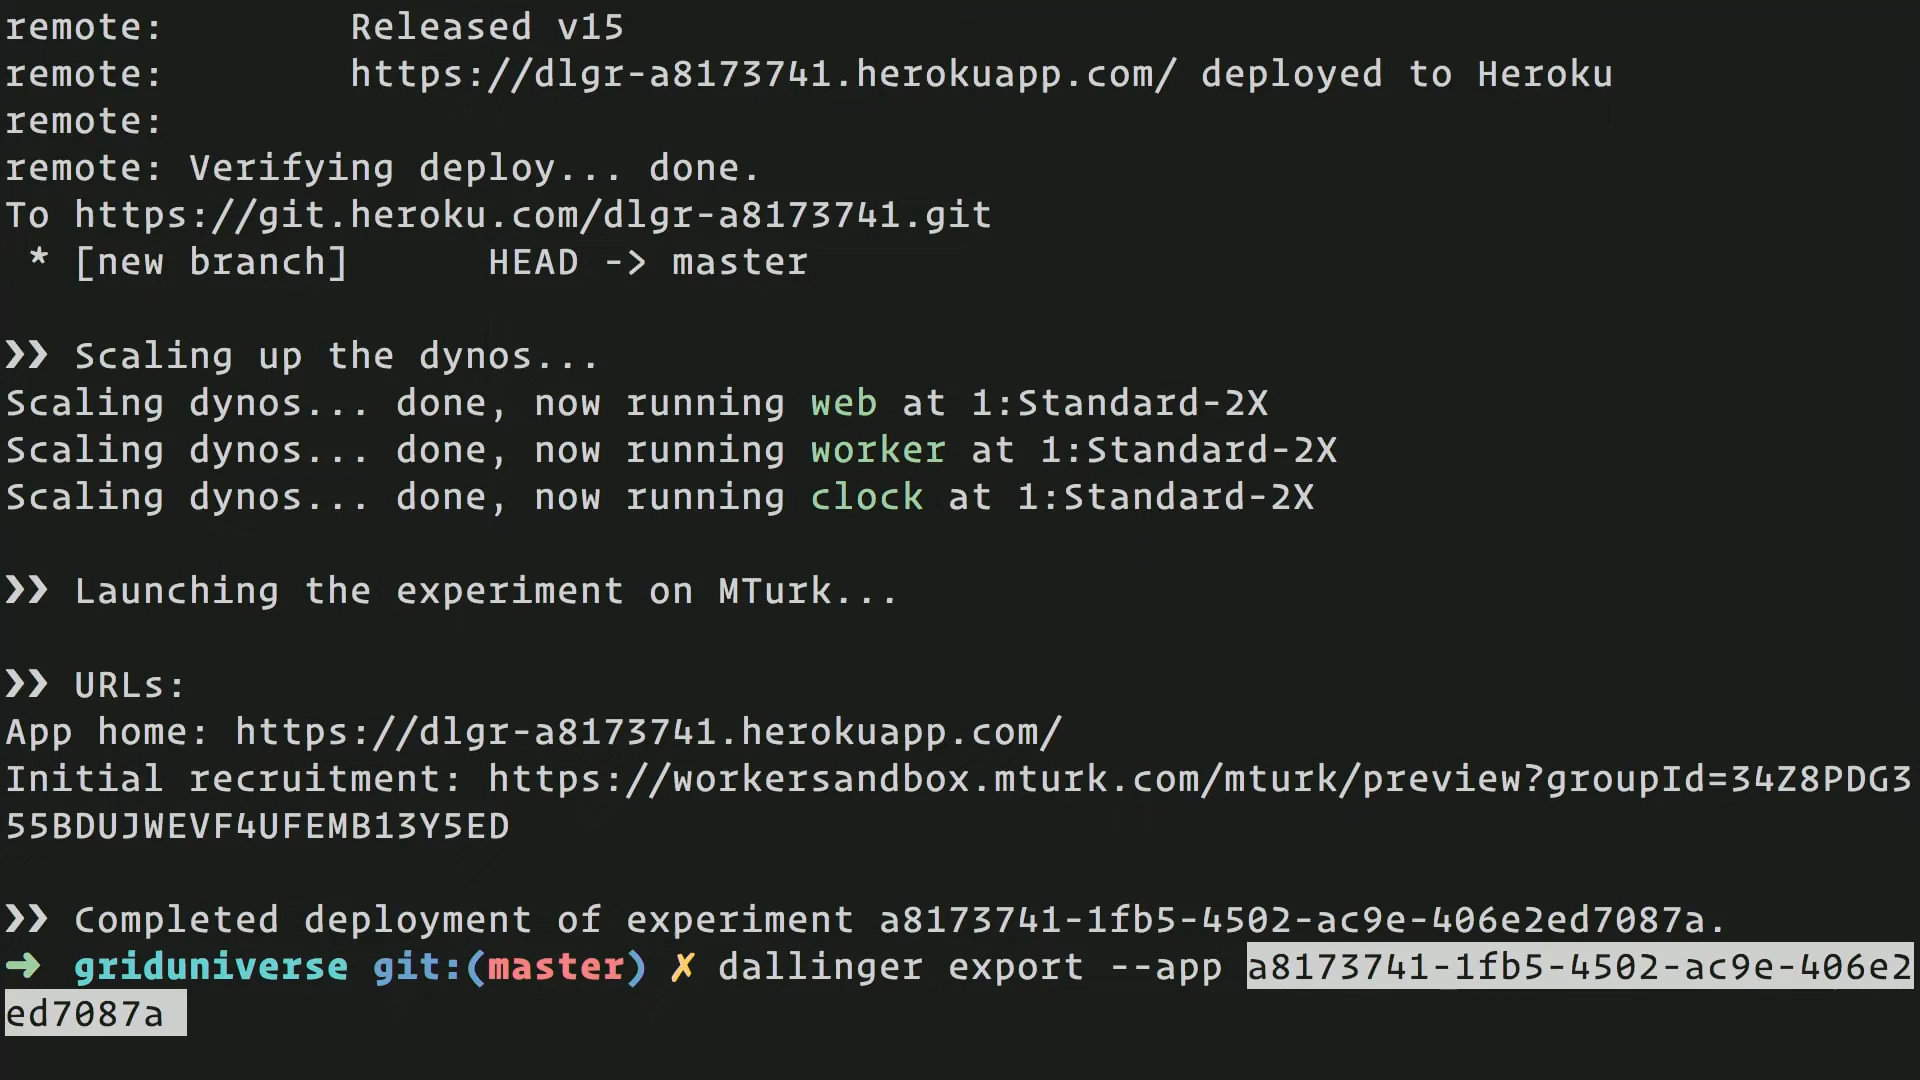 remote:        Released v15
remote:        https://dlgr-a8173741.herokuapp.com/ deployed to Heroku
remote:
remote: Verifying deploy... done.
To https://git.heroku.com/dlgr-a8173741.git
 * [new branch]      HEAD -> master
❯❯ Scaling up the dynos...
Scaling dynos... done, now running web at 1:Standard-2X
Scaling dynos... done, now running worker at 1:Standard-2X
Scaling dynos... done, now running clock at 1:Standard-2X
❯❯ Launching the experiment on MTurk...
❯❯ URLs:
App home: https://dlgr-a8173741.herokuapp.com/
Initial recruitment: https://workersandbox.mturk.com/mturk/preview?groupId=34Z8PDG3
55BDUJWEVF4UFEMB13Y5ED
❯❯ Completed deployment of experiment a8173741-1fb5-4502-ac9e-406e2ed7087a.
➜ griduniverse git:(master) ✗ dallinger export --app a8173741-1fb5-4502-ac9e-406e2
ed7087a